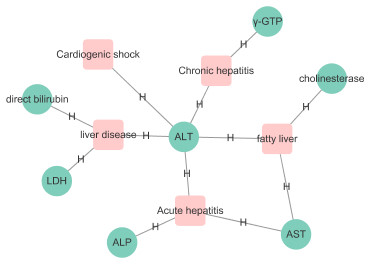 γ-GTP
H
Cardiogenic shock
H
Chronic hepatitis
cholinesterase
H
direct bilirubin
H
H
H
liver disease
H
ALT
H
fatty liver
H
LDH
H
H
Acute hepatitis
H
H
ALP
AST